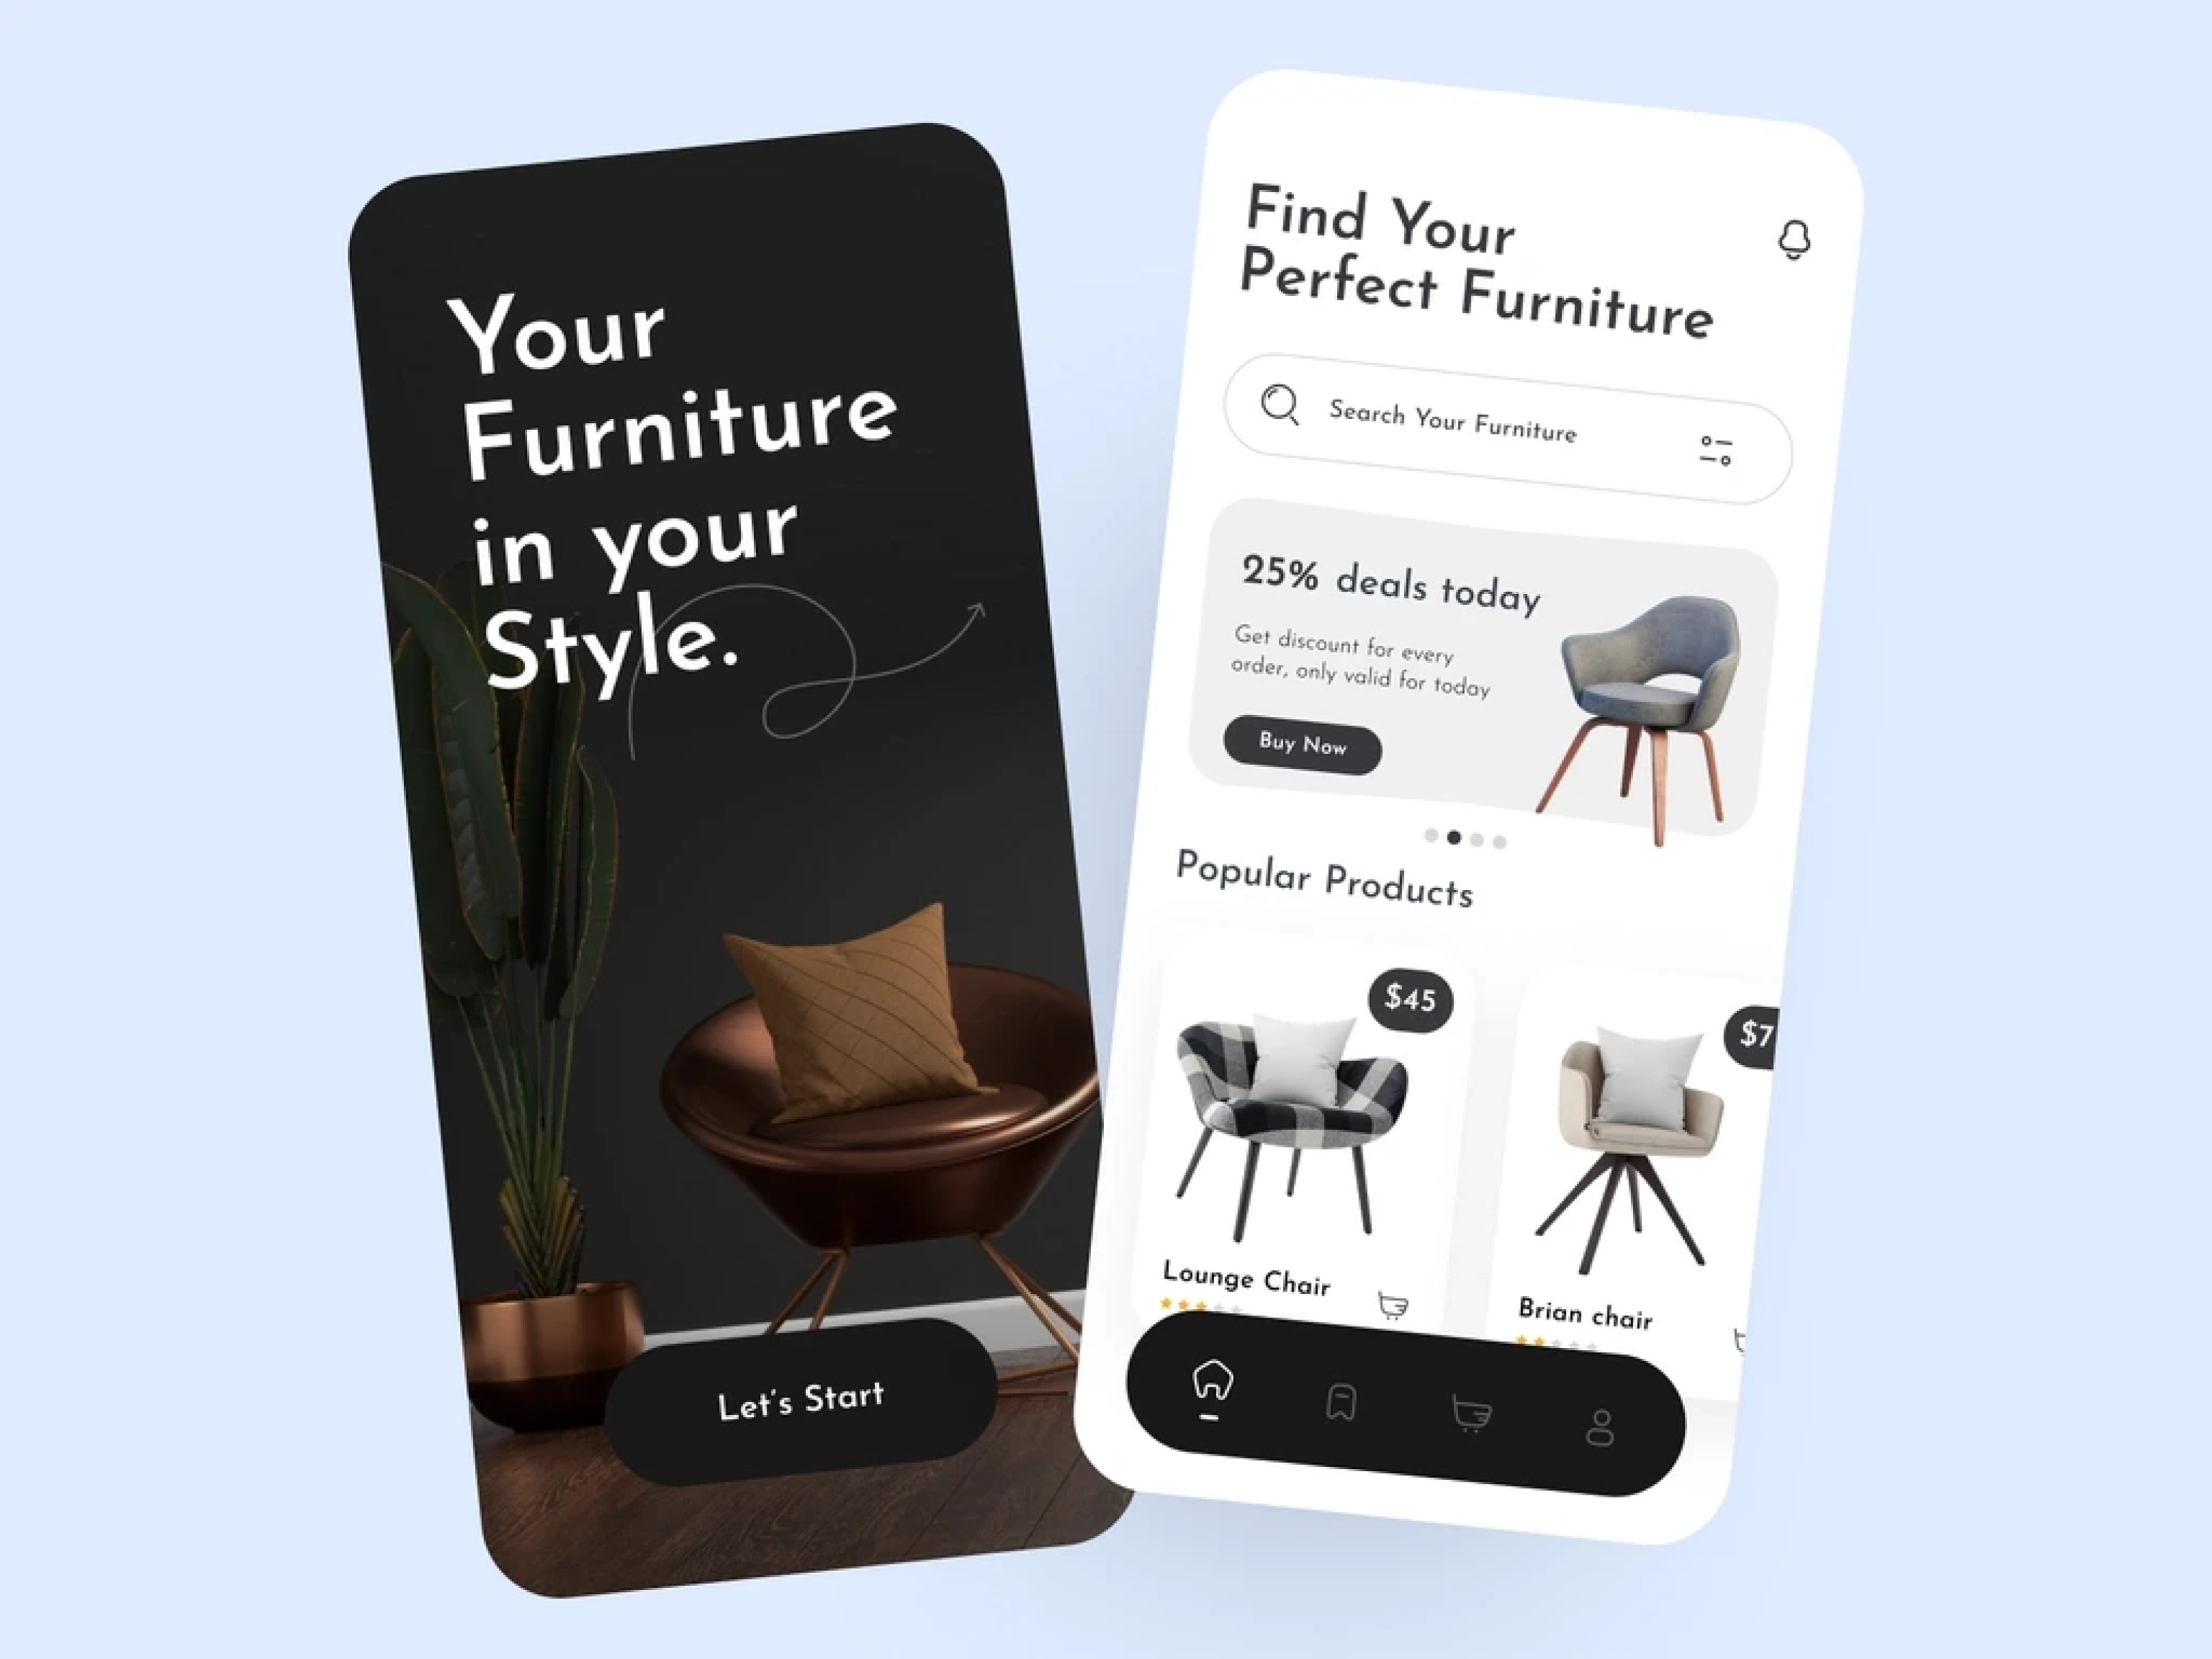 Your
Furniture
in your
Style.
Let's Start
Find Your
Perfect Furniture
Search Your Furniture
25% deals today
Get discount for every
order, only valid for today
Buy Now
Popular Products
$45
$7
Lounge Chair
Brian chair